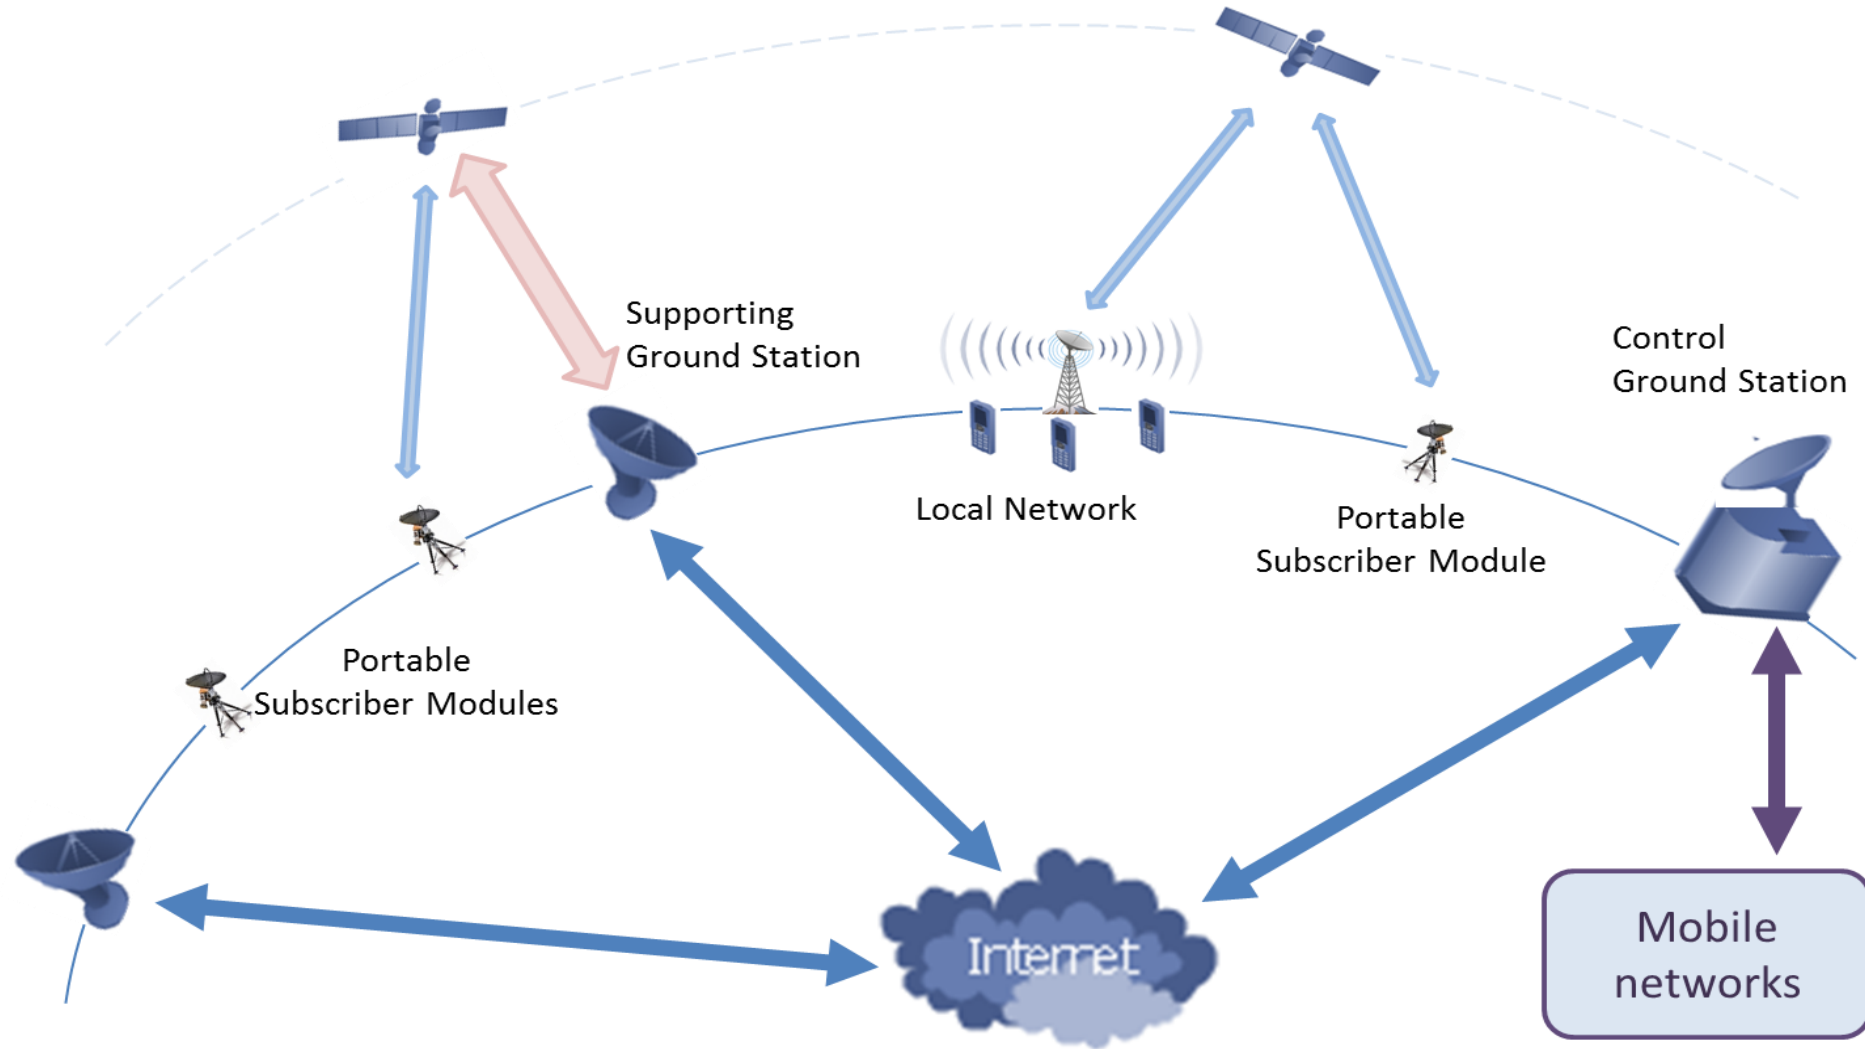 Supporting
Ground Station
Control
Ground Station
Local Network
Portable
Subscriber Module
Portable
Subscriber Modules
Internet
Mobile
networks